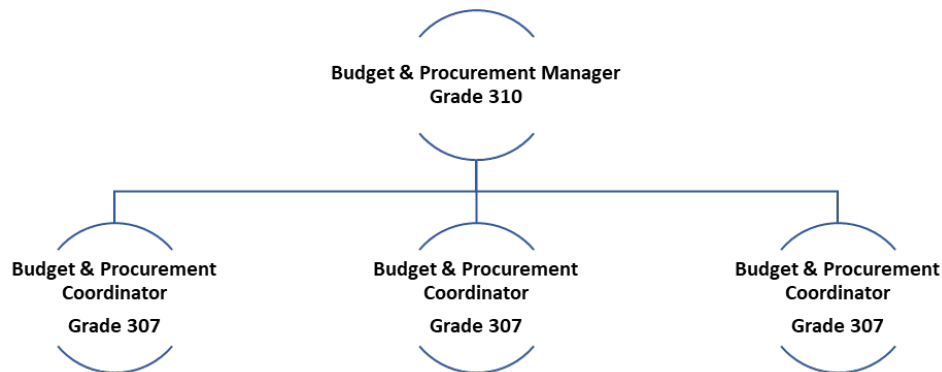 Budget & Procurement Manager
Grade 310
Budget & Procurement
Coordinator
Grade 307
Budget & Procurement
Coordinator
Grade 307
Budget & Procurement
Coordinator
Grade 307